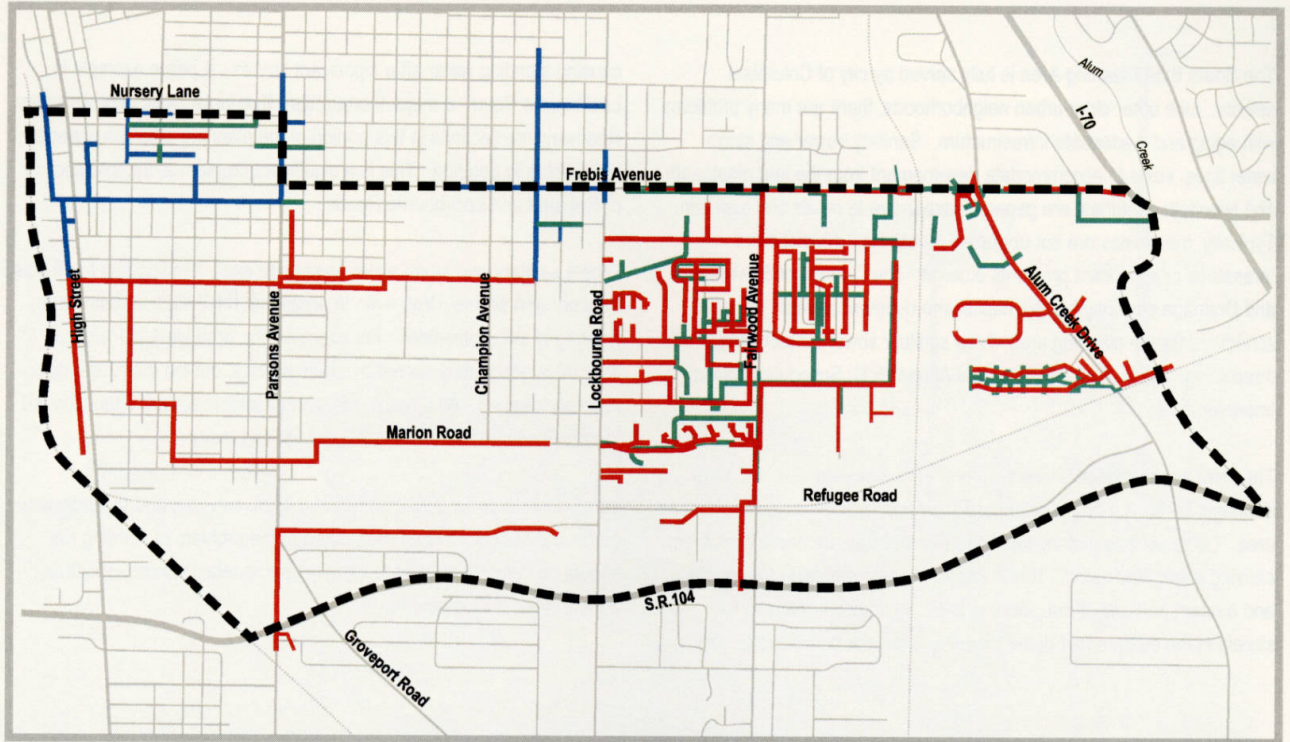 Nursery Lane
Alum
I-70
Creek
Frebis Avenue
High Street
Parsons Avenue
Champion Avenue
Lockbourne Road
Fairwood Avenue
Alum Creek Drive
Marion Road
Refugee Road
S.R.104
Groveport Road